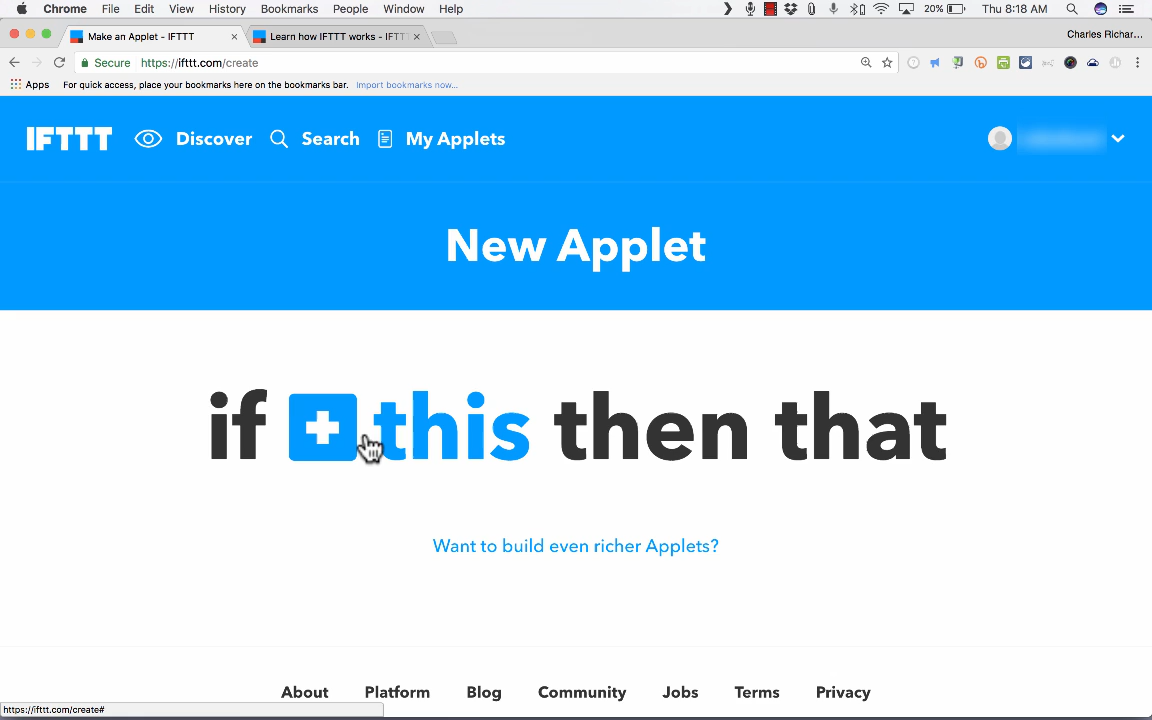 Chrome File Edit View History Bookmarks People Window Help 20% Thu 8:18 AM
Make an Applet - IFTTT Learn how IFTTT works - IFTT Charles Richar...
Secure https://ifttt.com/create
Apps For quick access, place your bookmarks here on the bookmarks bar. Import bookmarks now...
IFTTT Discover Search My Applets
New Applet
if this then that
Want to build even richer Applets?
About Platform Blog Community Jobs Terms Privacy
https://ifttt.com/create#